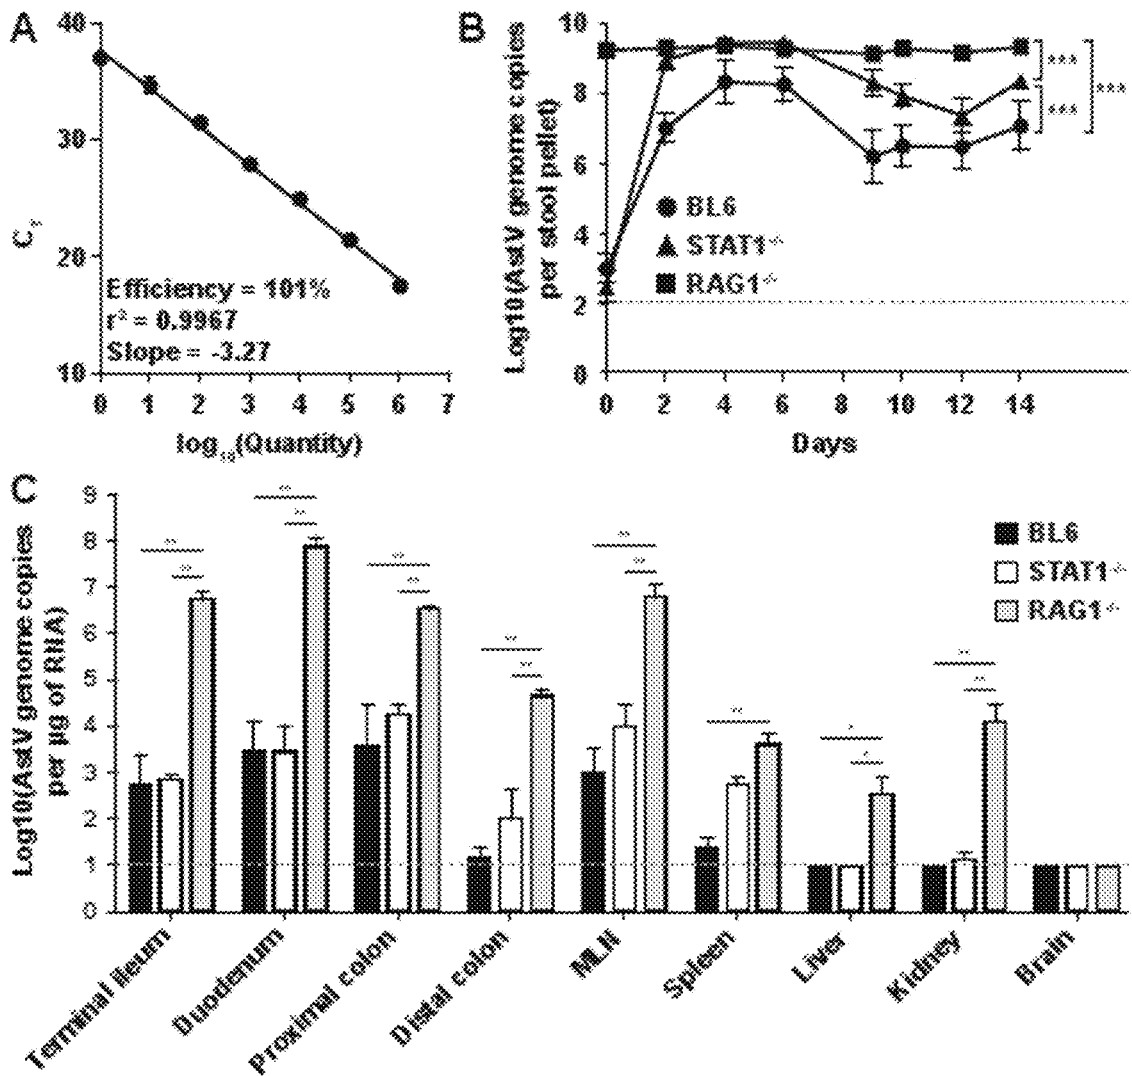 A
40
30
20
10
C_T
Efficiency = 101%
r² = 0.9967
Slope = -3.27
0 1 2 3 4 5 6 7
log₁₀(Quantity)
B
Log10(AstV genome copies
per stool pellet)
10
8
6
4
2
0
BL6
STAT1-/-
RAG1-/-
***
***
***
0 2 4 6 8 10 12 14
Days
C
Log10(AstV genome copies
per µg of RNA)
9
8
7
6
5
4
3
2
1
0
BL6
STAT1-/-
RAG1-/-
** ** ** ** ** ** ** ** ** ** ** * * ** **
Terminal ileum
Duodenum
Proximal colon
Distal colon
MLN
Spleen
Liver
Kidney
Brain